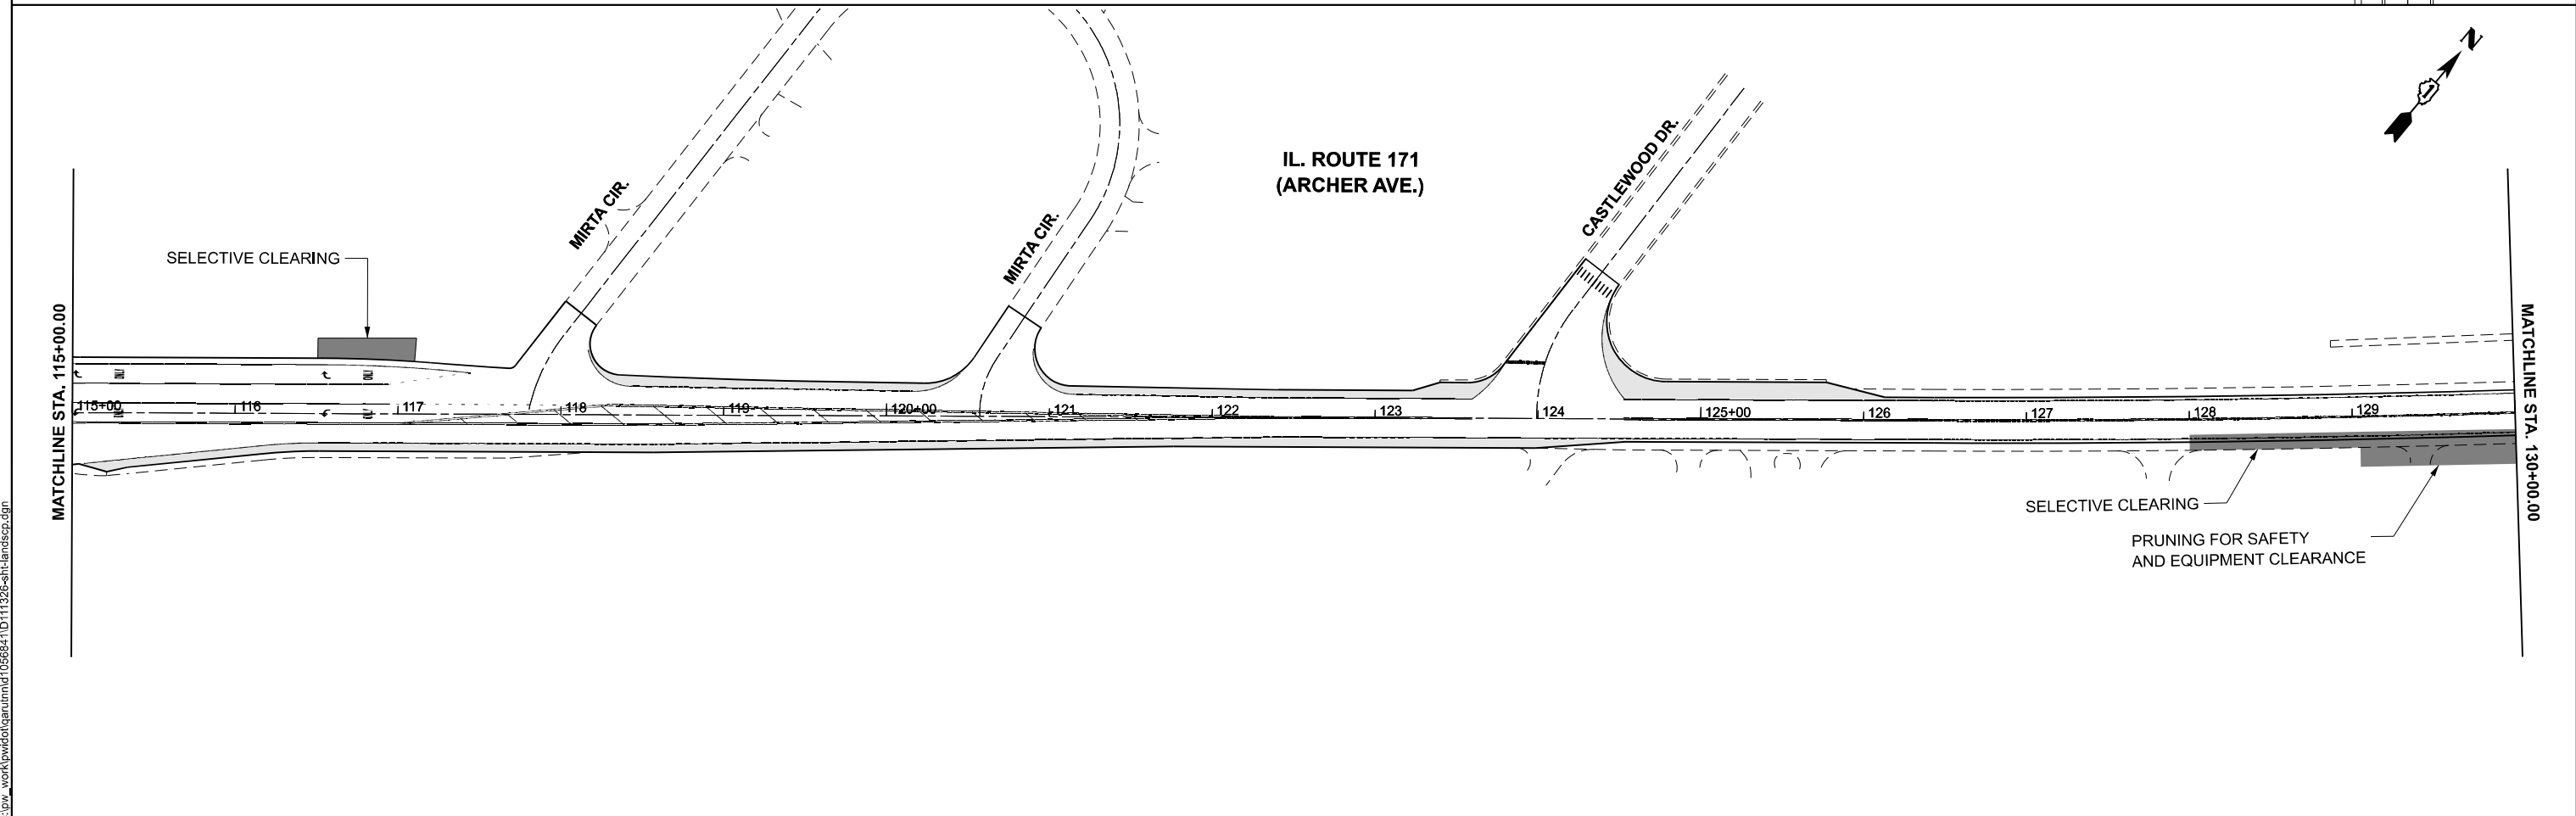 N
1
IL. ROUTE 171
(ARCHER AVE.)
CASTLEWOOD DR.
MIRTA CIR.
MIRTA CIR.
SELECTIVE CLEARING
MATCHLINE STA. 115+00.00
MATCHLINE STA. 130+00.00
115+00
116
117
118
119
120+00
121
122
123
124
125+00
126
127
128
129
SELECTIVE CLEARING
PRUNING FOR SAFETY
AND EQUIPMENT CLEARANCE